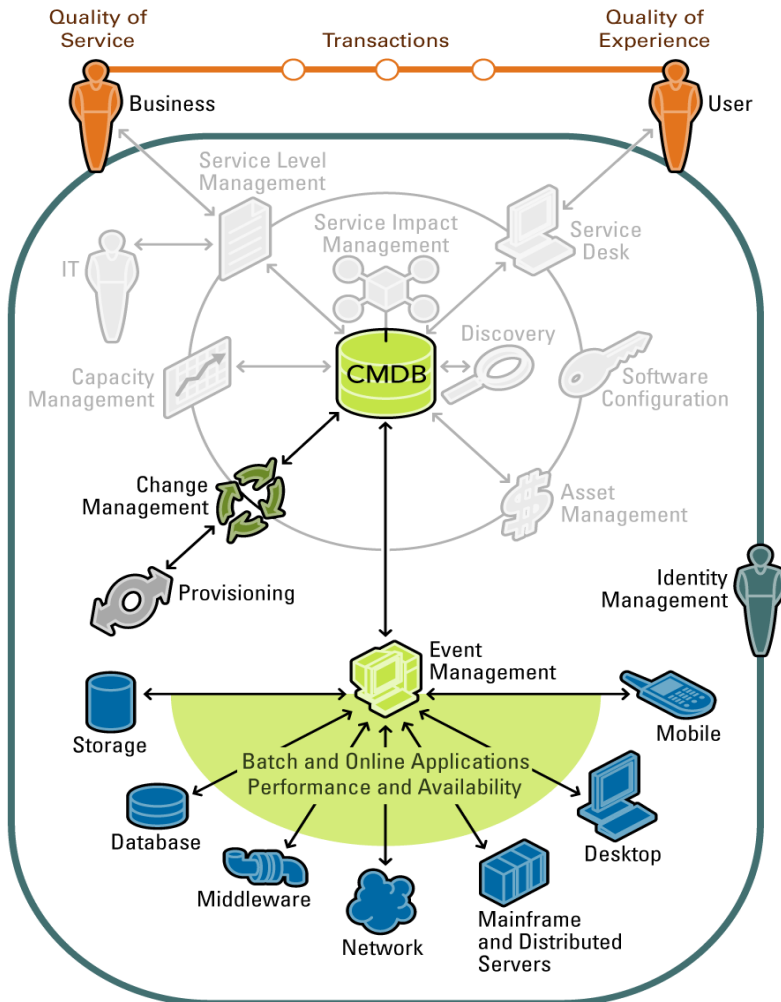 Quality of
Service
Transactions
Quality of
Experience
Business
User
Service Level
Management
Service Impact
Management
Service
Desk
IT
Discovery
CMDB
Capacity
Management
Software
Configuration
Change
Management
Asset
Management
Provisioning
Identity
Management
Event
Management
Storage
Mobile
Batch and Online Applications
Performance and Availability
Database
Desktop
Middleware
Network
Mainframe
and Distributed
Servers